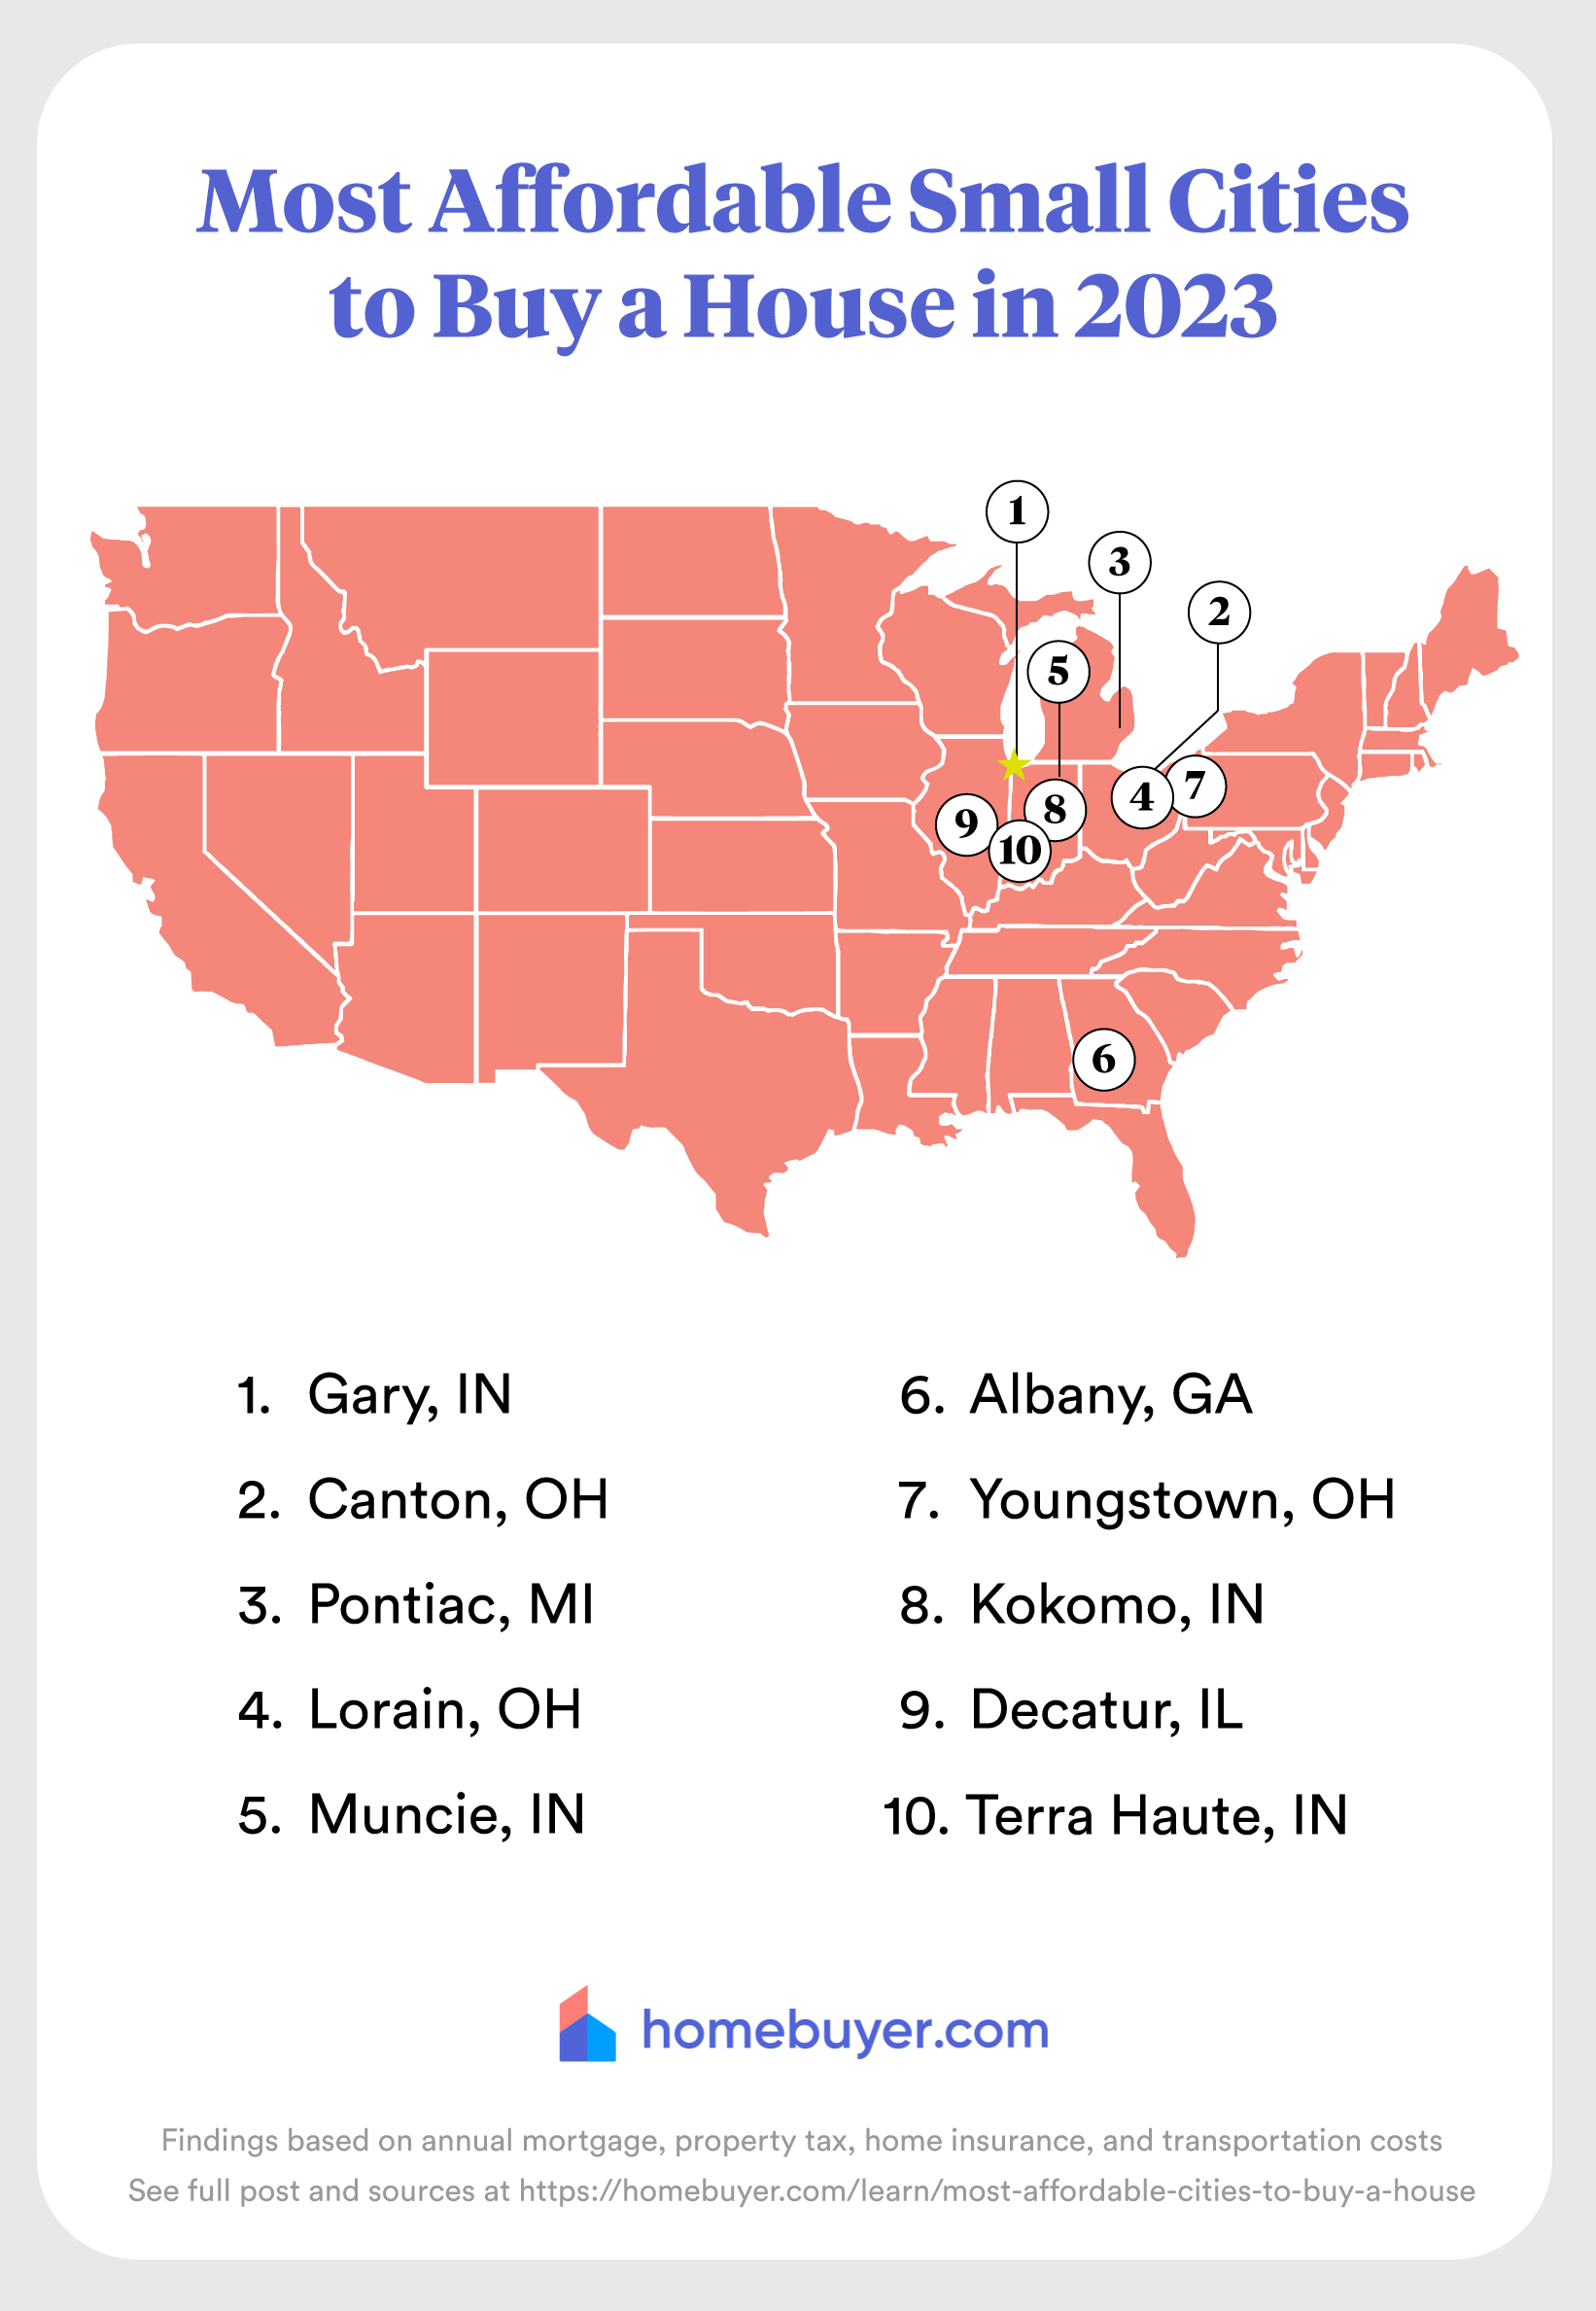 Most Affordable Small Cities
to Buy a House in 2023
1
3
2
5
4
7
8
9
10
6
1. Gary, IN
2. Canton, OH
3. Pontiac, MI
4. Lorain, OH
5. Muncie, IN
6. Albany, GA
7. Youngstown, OH
8. Kokomo, IN
9. Decatur, IL
10. Terra Haute, IN
homebuyer.com
Findings based on annual mortgage, property tax, home insurance, and transportation costs
See full post and sources at https://homebuyer.com/learn/most-affordable-cities-to-buy-a-house